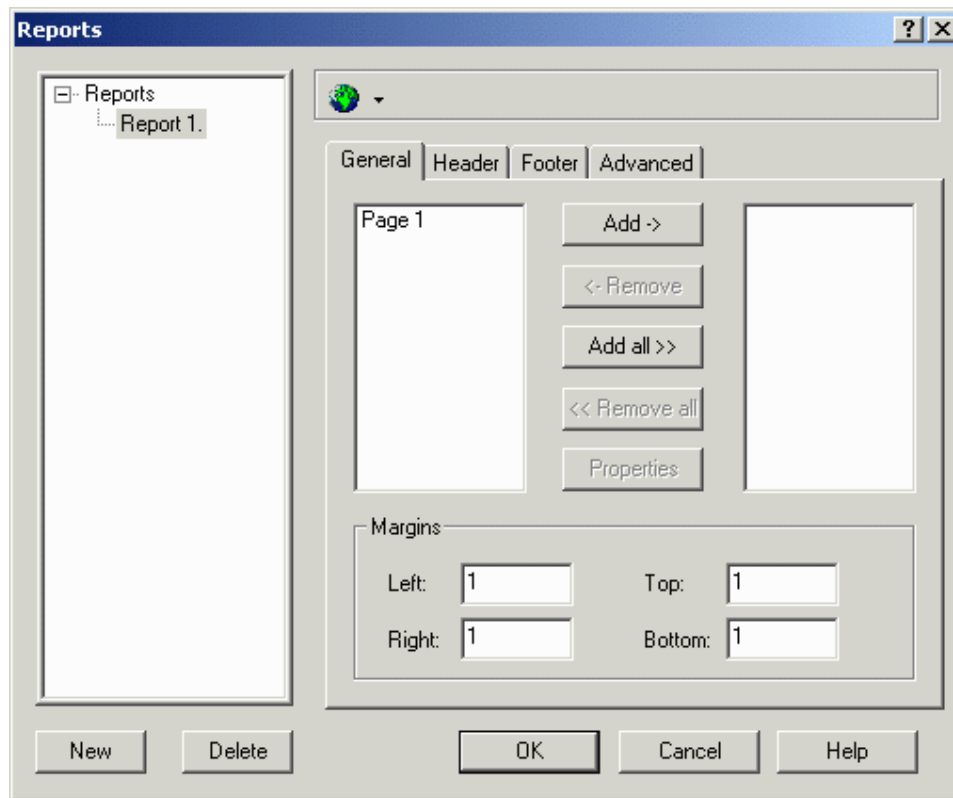 Reports
Reports
Report 1.
General Header Footer Advanced
Page 1
Add ->
<- Remove
Add all >>
<< Remove all
Properties
Margins
Left: 1 Top: 1
Right: 1 Bottom: 1
New Delete OK Cancel Help